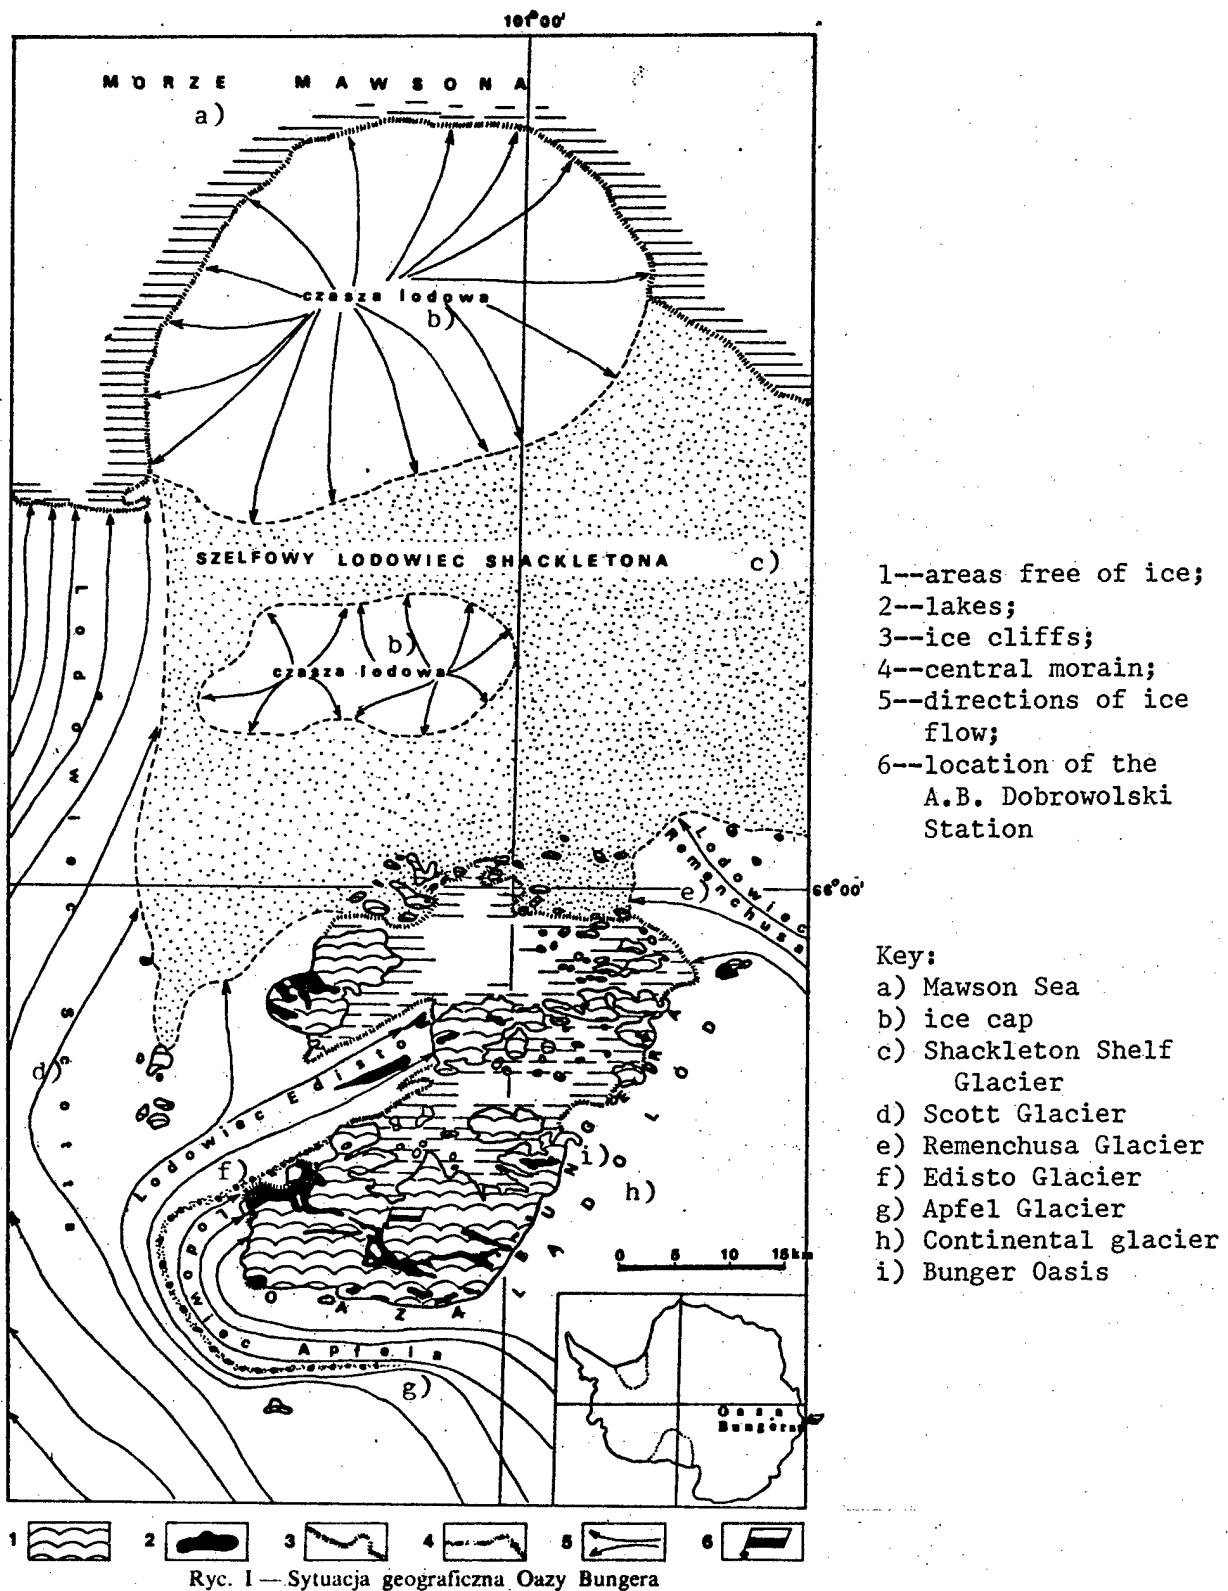 101°00'
MORZE MAWSONA
a)
czasza lodowa
b)
SZELFOWY LODOWIEC SHACKLETONA
c)
b)
czasza lodowa
Lodowiec Scotta
d)
Lodowiec
Remenchusa
e)
66°00'
Lodowiec Edisto
f)
i)
h)
LĄDOLÓD
OAZA BUNGERA
Lodowiec Apfela
g)
0 5 10 15 km
Oaza
Bungera
1 2 3 4 5 6
Ryc. I — Sytuacja geograficzna Oazy Bungera
1--areas free of ice;
2--lakes;
3--ice cliffs;
4--central morain;
5--directions of ice
flow;
6--location of the
A.B. Dobrowolski
Station
Key:
a) Mawson Sea
b) ice cap
c) Shackleton Shelf
Glacier
d) Scott Glacier
e) Remenchusa Glacier
f) Edisto Glacier
g) Apfel Glacier
h) Continental glacier
i) Bunger Oasis